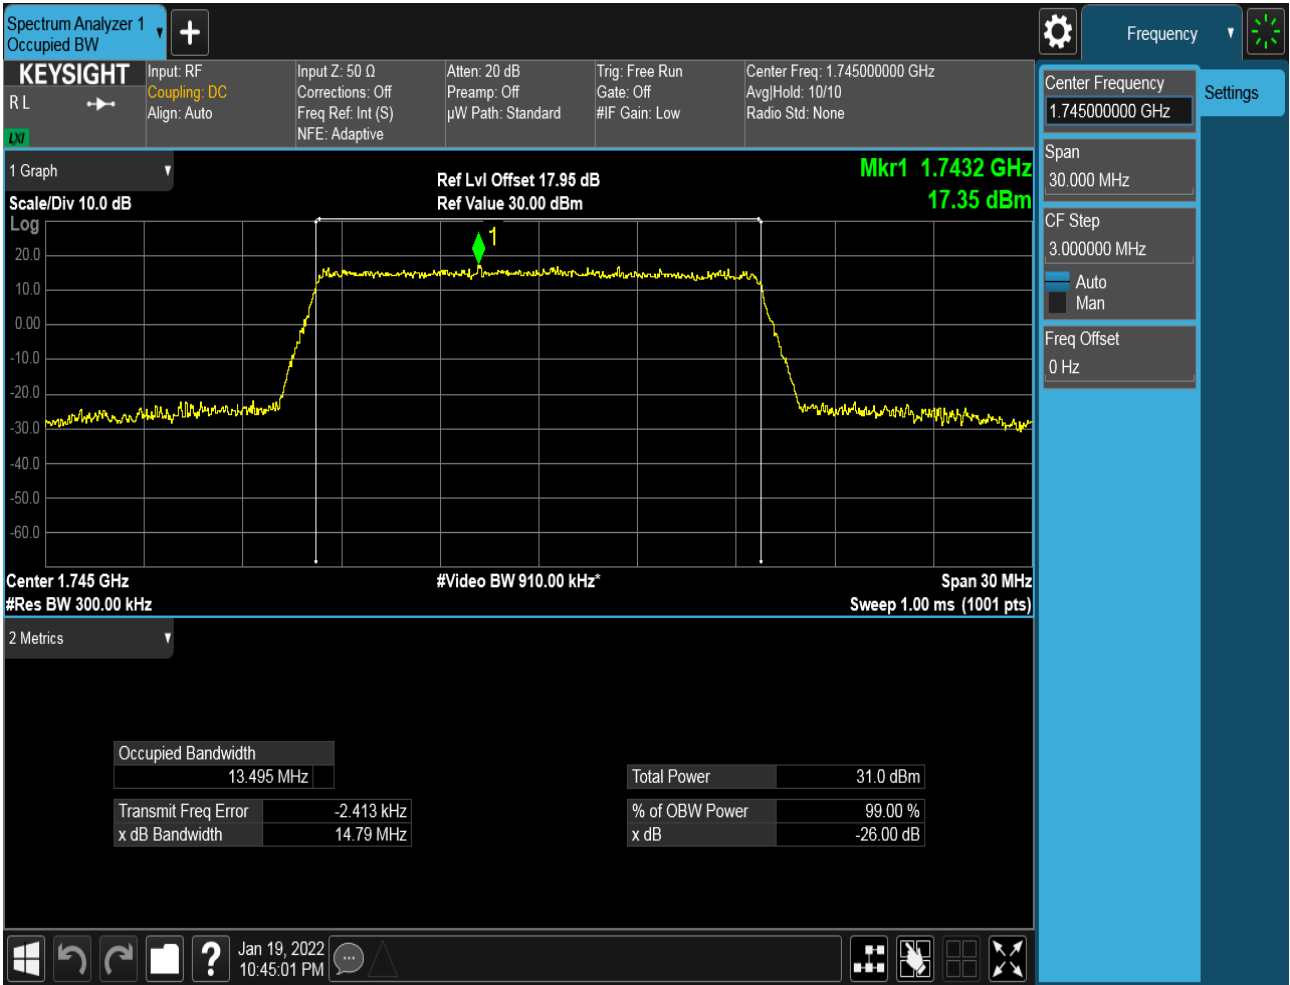 Spectrum Analyzer 1
Occupied BW
Frequency
KEYSIGHT
R L
LXI
Input: RF
Coupling: DC
Align: Auto
Input Z: 50 Ω
Corrections: Off
Freq Ref: Int (S)
NFE: Adaptive
Atten: 20 dB
Preamp: Off
µW Path: Standard
Trig: Free Run
Gate: Off
#IF Gain: Low
Center Freq: 1.745000000 GHz
Avg|Hold: 10/10
Radio Std: None
Center Frequency
1.745000000 GHz
Settings
Span
30.000 MHz
CF Step
3.000000 MHz
Auto
Man
Freq Offset
0 Hz
1 Graph
Scale/Div 10.0 dB
Log
Ref Lvl Offset 17.95 dB
Ref Value 30.00 dBm
Mkr1 1.7432 GHz
17.35 dBm
1
20.0
10.0
0.00
-10.0
-20.0
-30.0
-40.0
-50.0
-60.0
Center 1.745 GHz
#Res BW 300.00 kHz
#Video BW 910.00 kHz*
Span 30 MHz
Sweep 1.00 ms (1001 pts)
2 Metrics
Occupied Bandwidth
13.495 MHz
Transmit Freq Error -2.413 kHz
x dB Bandwidth 14.79 MHz
Total Power 31.0 dBm
% of OBW Power 99.00 %
x dB -26.00 dB
?
Jan 19, 2022
10:45:01 PM